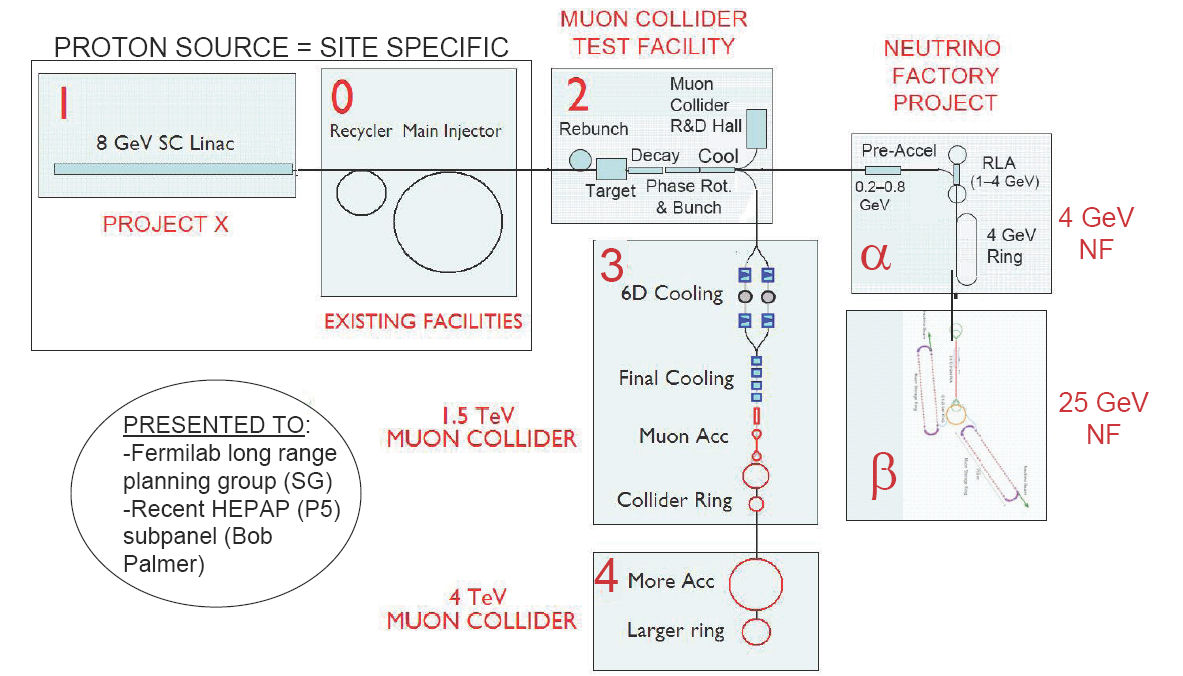 PROTON SOURCE = SITE SPECIFIC
1
8 GeV SC Linac
PROJECT X
0
Recycler Main Injector
EXISTING FACILITIES
MUON COLLIDER
TEST FACILITY
2
Muon
Collider
R&D Hall
Rebunch
Decay
Cool
Target
Phase Rot.
& Bunch
NEUTRINO
FACTORY
PROJECT
Pre-Accel
0.2–0.8
GeV
RLA
(1–4 GeV)
4 GeV
Ring
α
4 GeV
NF
β
25 GeV
NF
3
6D Cooling
Final Cooling
Muon Acc
Collider Ring
1.5 TeV
MUON COLLIDER
4
More Acc
Larger ring
4 TeV
MUON COLLIDER
PRESENTED TO:
-Fermilab long range
planning group (SG)
-Recent HEPAP (P5)
subpanel (Bob
Palmer)